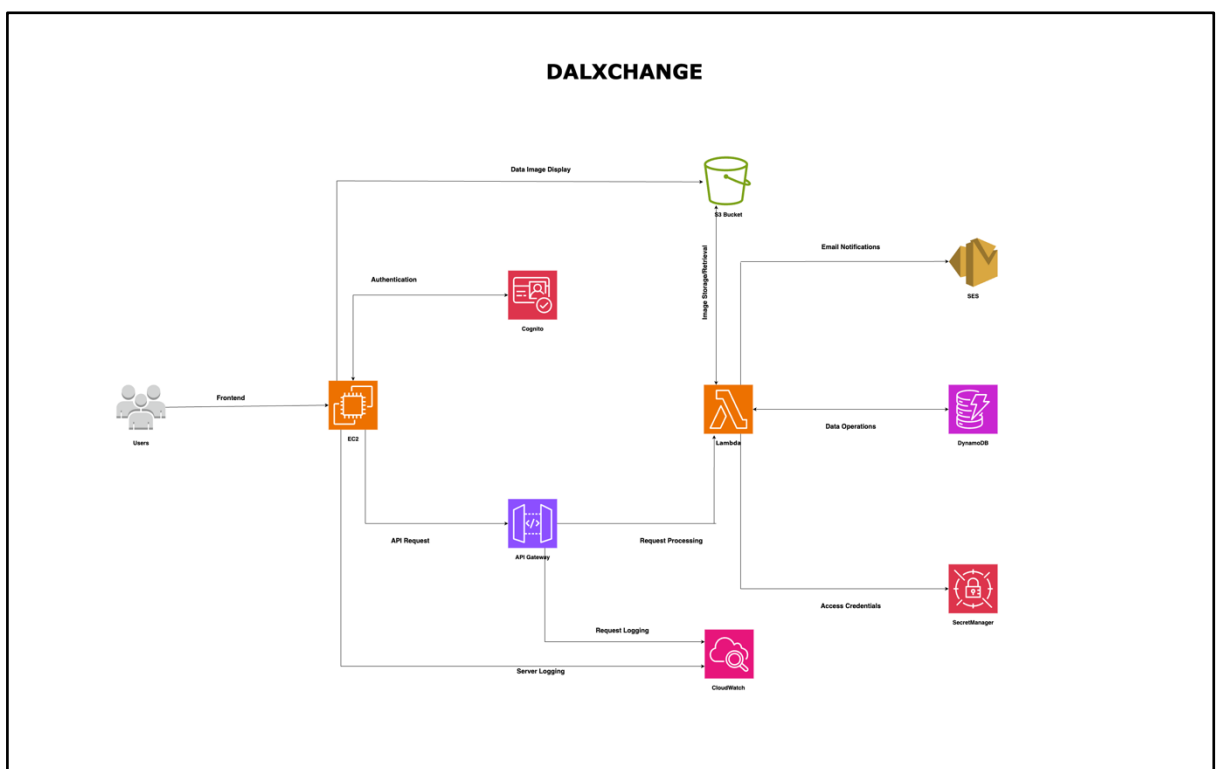 DALXCHANGE
Data Image Display
S3 Bucket
Image Storage/Retrieval
Email Notifications
SES
Authentication
Cognito
Frontend
Users
EC2
Lambda
Data Operations
DynamoDB
API Request
API Gateway
Request Processing
Access Credentials
SecretManager
Request Logging
Server Logging
CloudWatch